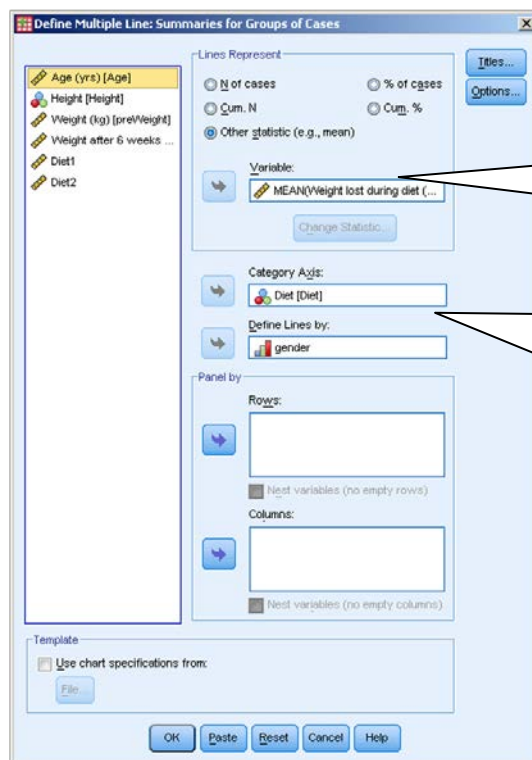 Define Multiple Line: Summaries for Groups of Cases
Age (yrs) [Age]
Height [Height]
Weight (kg) [preWeight]
Weight after 6 weeks ...
Diet1
Diet2
Lines Represent
N of cases
% of cases
Cum. N
Cum. %
Other statistic (e.g., mean)
Variable:
MEAN(Weight lost during diet (...
Change Statistic...
Category Axis:
Diet [Diet]
Define Lines by:
gender
Panel by
Rows:
Nest variables (no empty rows)
Columns:
Nest variables (no empty columns)
Titles...
Options...
Template
Use chart specifications from:
File...
OK
Paste
Reset
Cancel
Help